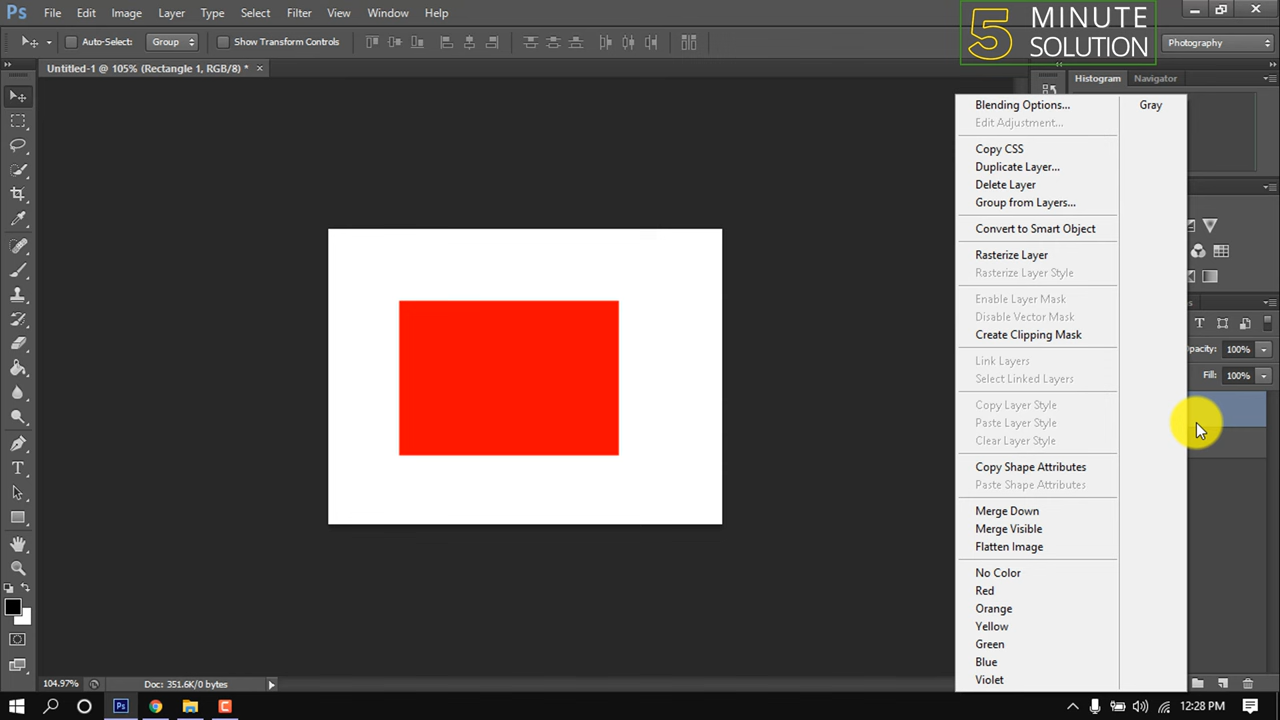 Ps File Edit Image Layer Type Select Filter View Window Help
5 MINUTE SOLUTION
Auto-Select: Group Show Transform Controls
Photography
Untitled-1 @ 105% (Rectangle 1, RGB/8) *
Histogram Navigator
Blending Options...
Gray
Edit Adjustment...
Copy CSS
Duplicate Layer...
Delete Layer
Group from Layers...
Convert to Smart Object
Rasterize Layer
Rasterize Layer Style
Enable Layer Mask
Disable Vector Mask
Create Clipping Mask
Opacity: 100%
Link Layers
Select Linked Layers
Fill: 100%
Copy Layer Style
Paste Layer Style
Clear Layer Style
Copy Shape Attributes
Paste Shape Attributes
Merge Down
Merge Visible
Flatten Image
No Color
Red
Orange
Yellow
Green
Blue
Violet
104.97% Doc: 351.6K/0 bytes
12:28 PM